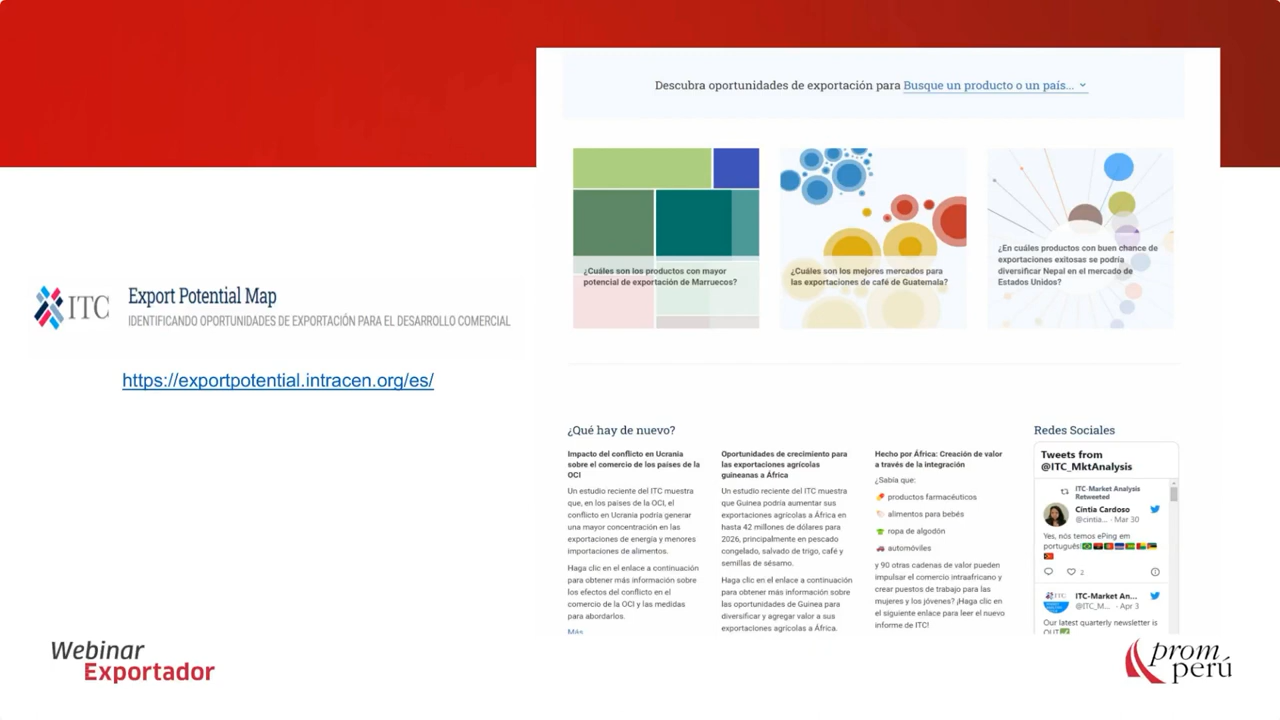 Descubra oportunidades de exportación para Busque un producto o un país...
¿Cuáles son los productos con mayor
potencial de exportación de Marruecos?
¿Cuáles son los mejores mercados para
las exportaciones de café de Guatemala?
¿En cuáles productos con buen chance de
exportaciones exitosas se podría
diversificar Nepal en el mercado de
Estados Unidos?
ITC
Export Potential Map
IDENTIFICANDO OPORTUNIDADES DE EXPORTACIÓN PARA EL DESARROLLO COMERCIAL
https://exportpotential.intracen.org/es/
¿Qué hay de nuevo?
Impacto del conflicto en Ucrania
sobre el comercio de los países de la
OCI
Un estudio reciente del ITC muestra
que, en los países de la OCI, el
conflicto en Ucrania podría generar
una mayor concentración en las
exportaciones de energía y menores
importaciones de alimentos.
Haga clic en el enlace a continuación
para obtener más información sobre
los efectos del conflicto en el
comercio de la OCI y las medidas
para abordarlos.
Más
Oportunidades de crecimiento para
las exportaciones agrícolas
guineanas a África
Un estudio reciente del ITC muestra
que Guinea podría aumentar sus
exportaciones agrícolas a África en
hasta 42 millones de dólares para
2026, principalmente en pescado
congelado, salvado de trigo, café y
semillas de sésamo.
Haga clic en el enlace a continuación
para obtener más información sobre
las oportunidades de Guinea para
diversificar y agregar valor a sus
exportaciones agrícolas a África.
Hecho por África: Creación de valor
a través de la integración
¿Sabía que:
productos farmacéuticos
alimentos para bebés
ropa de algodón
automóviles
y 90 otras cadenas de valor pueden
impulsar el comercio intraafricano y
crear puestos de trabajo para las
mujeres y los jóvenes? ¡Haga clic en
el siguiente enlace para leer el nuevo
informe de ITC!
Redes Sociales
Tweets from
@ITC_MktAnalysis
ITC-Market Analysis
Retweeted
Cintia Cardoso
@cintia... · Mar 30
Yes, nós temos ePing em
português!
2
ITC-Market An...
@ITC_M... · Apr 3
Our latest quarterly newsletter is
OUT
Webinar
Exportador
prom
perú